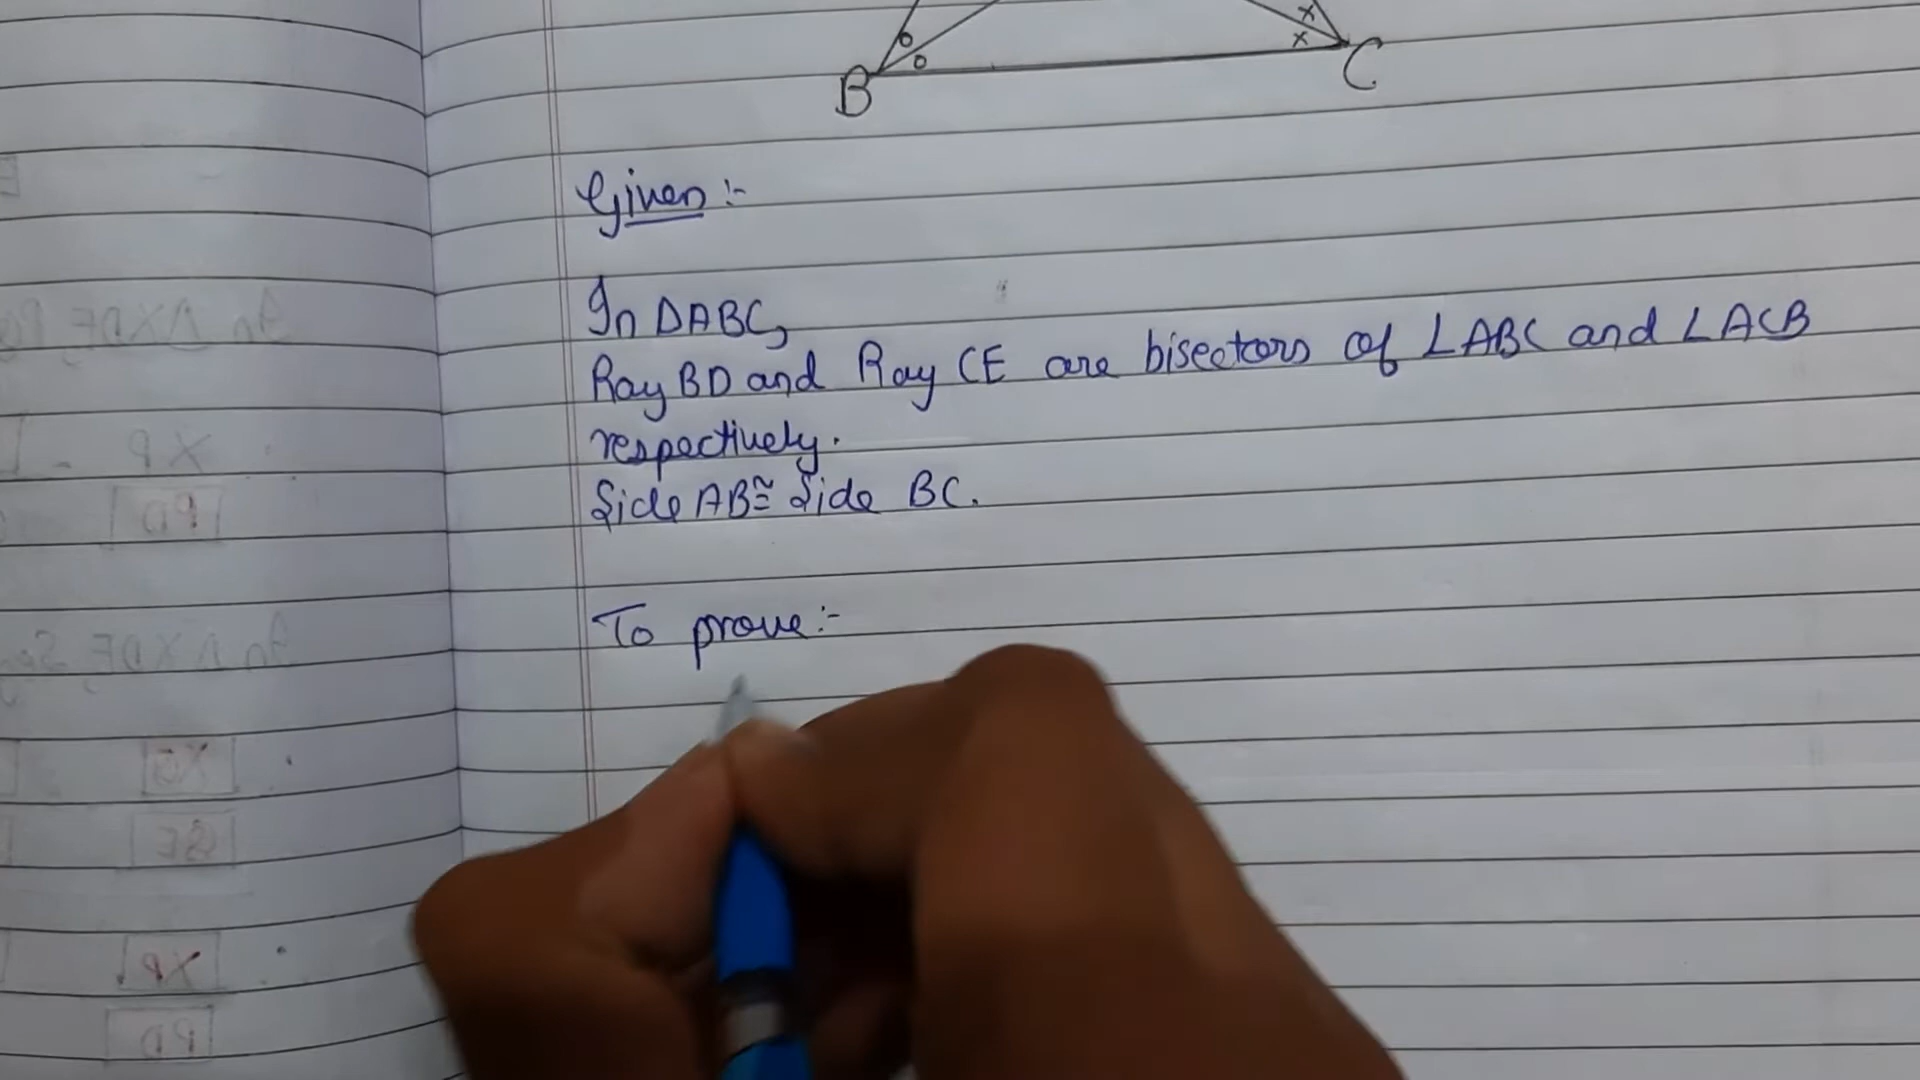 B
C
Given :-
In ΔABC,
Ray BD and Ray CE are bisectors of ∠ABC and ∠ACB
respectively.
Side AB ≅ Side BC.
To prove :-